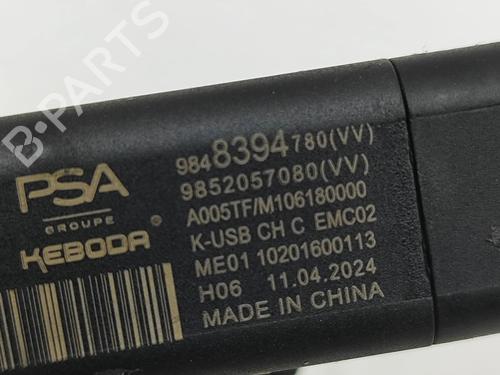 B-PARTS
PSA
GROUPE
KEBODA
9848394780(VV)
9852057080(VV)
A005TF/M106180000
K-USB CH C EMC02
ME01 10201600113
H06 11.04.2024
MADE IN CHINA